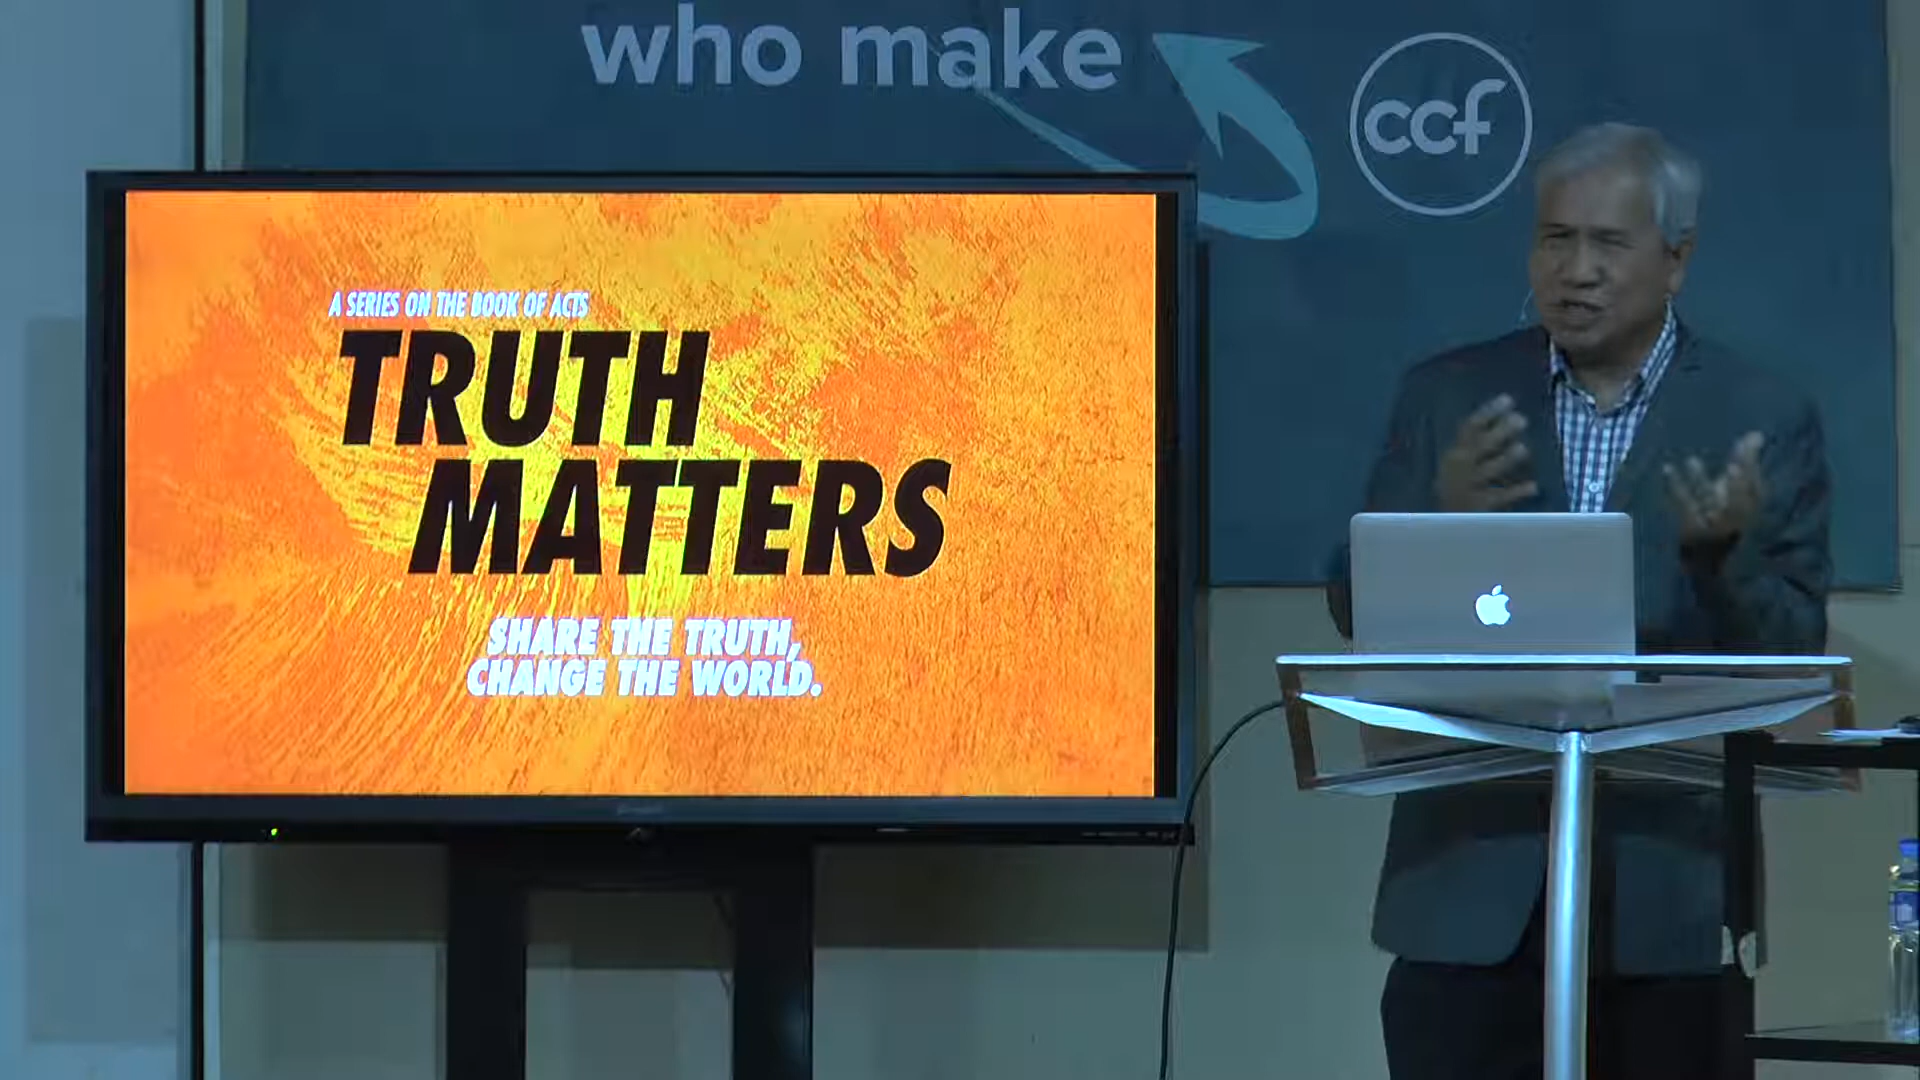 who make
ccf
A SERIES ON THE BOOK OF ACTS
TRUTH
MATTERS
SHARE THE TRUTH,
CHANGE THE WORLD.